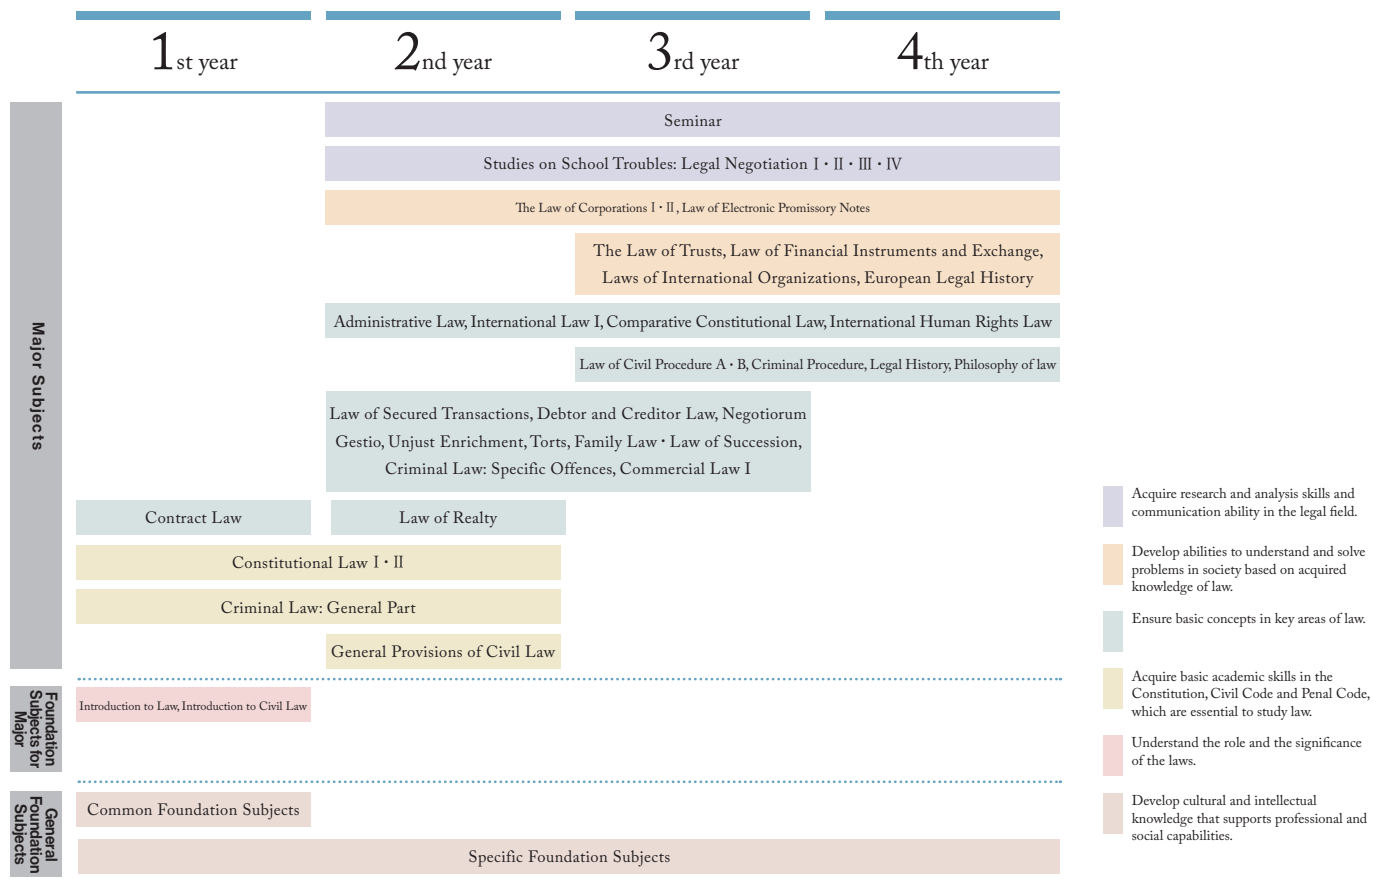 1st year
2nd year
3rd year
4th year
Major Subjects
Seminar
Studies on School Troubles: Legal Negotiation Ⅰ・Ⅱ・Ⅲ・Ⅳ
The Law of Corporations Ⅰ・Ⅱ, Law of Electronic Promissory Notes
The Law of Trusts, Law of Financial Instruments and Exchange,
Laws of International Organizations, European Legal History
Administrative Law, International Law I, Comparative Constitutional Law, International Human Rights Law
Law of Civil Procedure A・B, Criminal Procedure, Legal History, Philosophy of law
Law of Secured Transactions, Debtor and Creditor Law, Negotiorum
Gestio, Unjust Enrichment, Torts, Family Law・Law of Succession,
Criminal Law: Specific Offences, Commercial Law I
Contract Law
Law of Realty
Constitutional Law Ⅰ・Ⅱ
Criminal Law: General Part
General Provisions of Civil Law
Foundation
Subjects for
Major
Introduction to Law, Introduction to Civil Law
General
Foundation
Subjects
Common Foundation Subjects
Specific Foundation Subjects
Acquire research and analysis skills and
communication ability in the legal field.
Develop abilities to understand and solve
problems in society based on acquired
knowledge of law.
Ensure basic concepts in key areas of law.
Acquire basic academic skills in the
Constitution, Civil Code and Penal Code,
which are essential to study law.
Understand the role and the significance
of the laws.
Develop cultural and intellectual
knowledge that supports professional and
social capabilities.